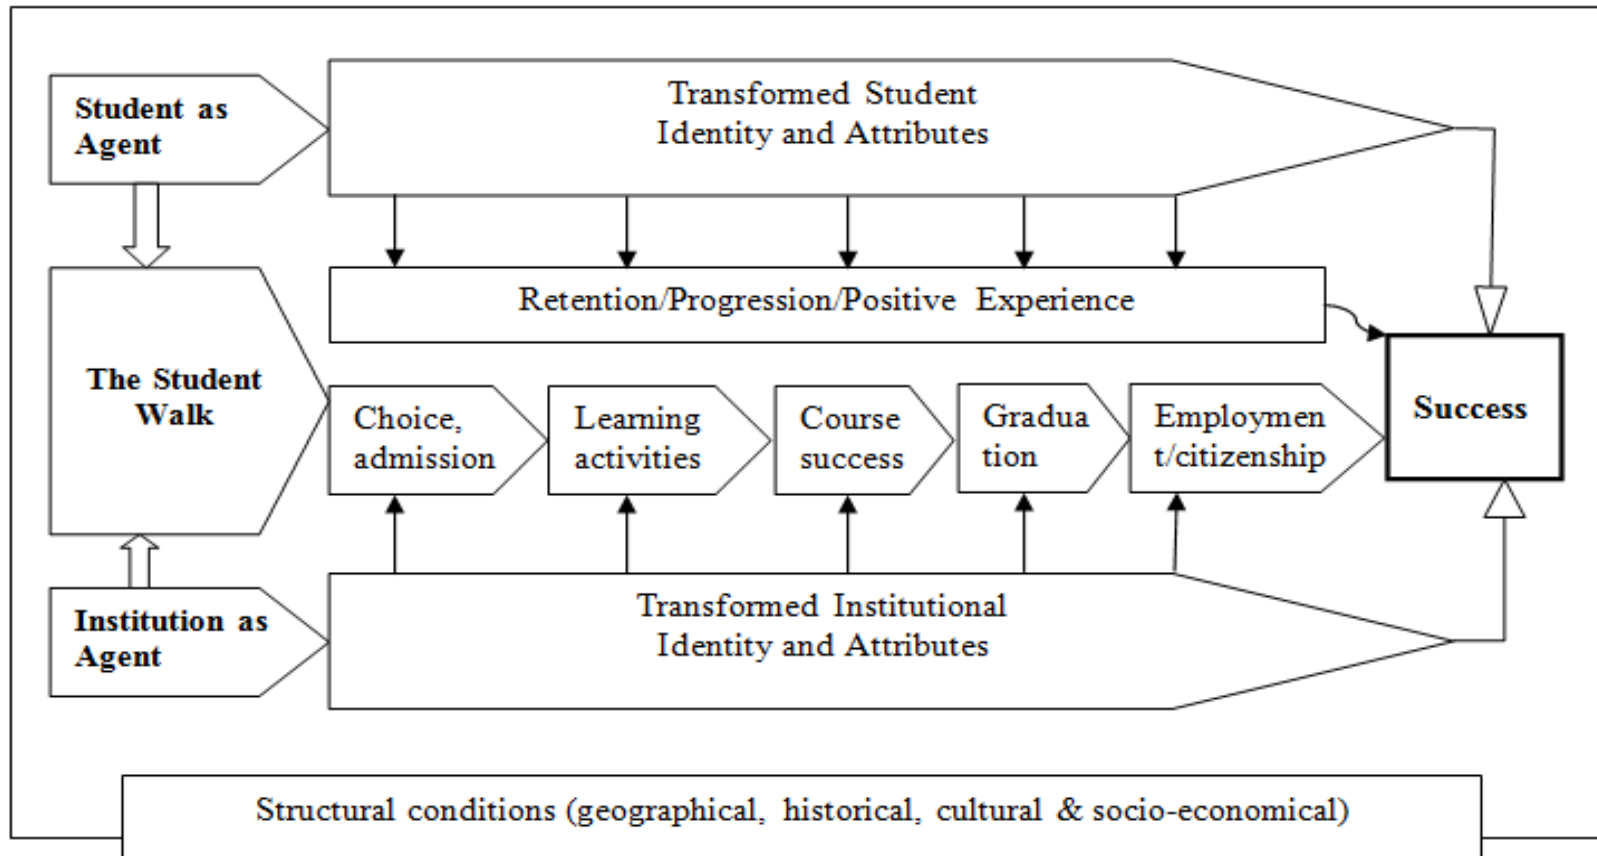 Student as
Agent
Transformed Student
Identity and Attributes
Retention/Progression/Positive Experience
The Student
Walk
Choice,
admission
Learning
activities
Course
success
Gradua
tion
Employmen
t/citizenship
Success
Institution as
Agent
Transformed Institutional
Identity and Attributes
Structural conditions (geographical, historical, cultural & socio-economical)